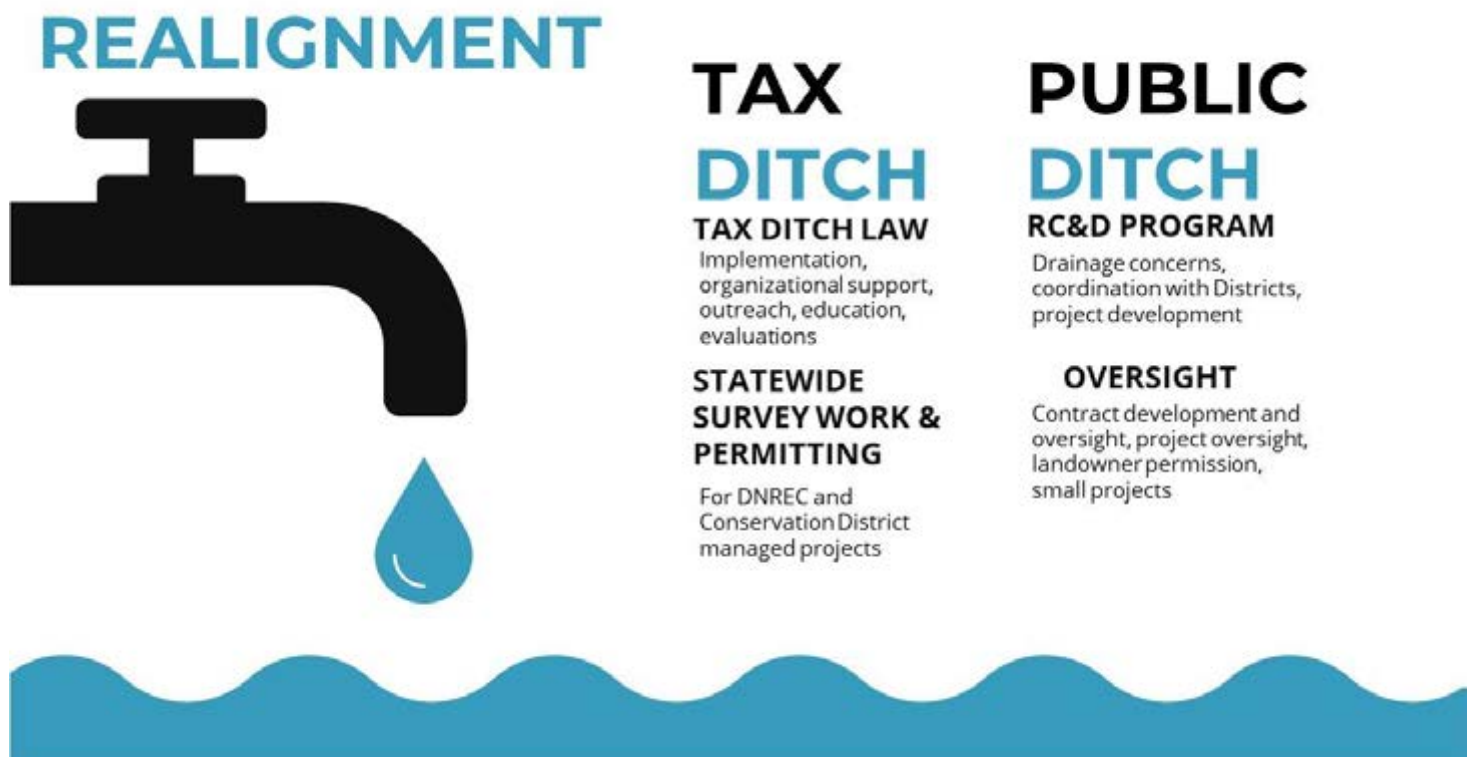 REALIGNMENT
TAX
DITCH
TAX DITCH LAW
Implementation,
organizational support,
outreach, education,
evaluations
STATEWIDE
SURVEY WORK &
PERMITTING
For DNREC and
Conservation District
managed projects
PUBLIC
DITCH
RC&D PROGRAM
Drainage concerns,
coordination with Districts,
project development
OVERSIGHT
Contract development and
oversight, project oversight,
landowner permission,
small projects